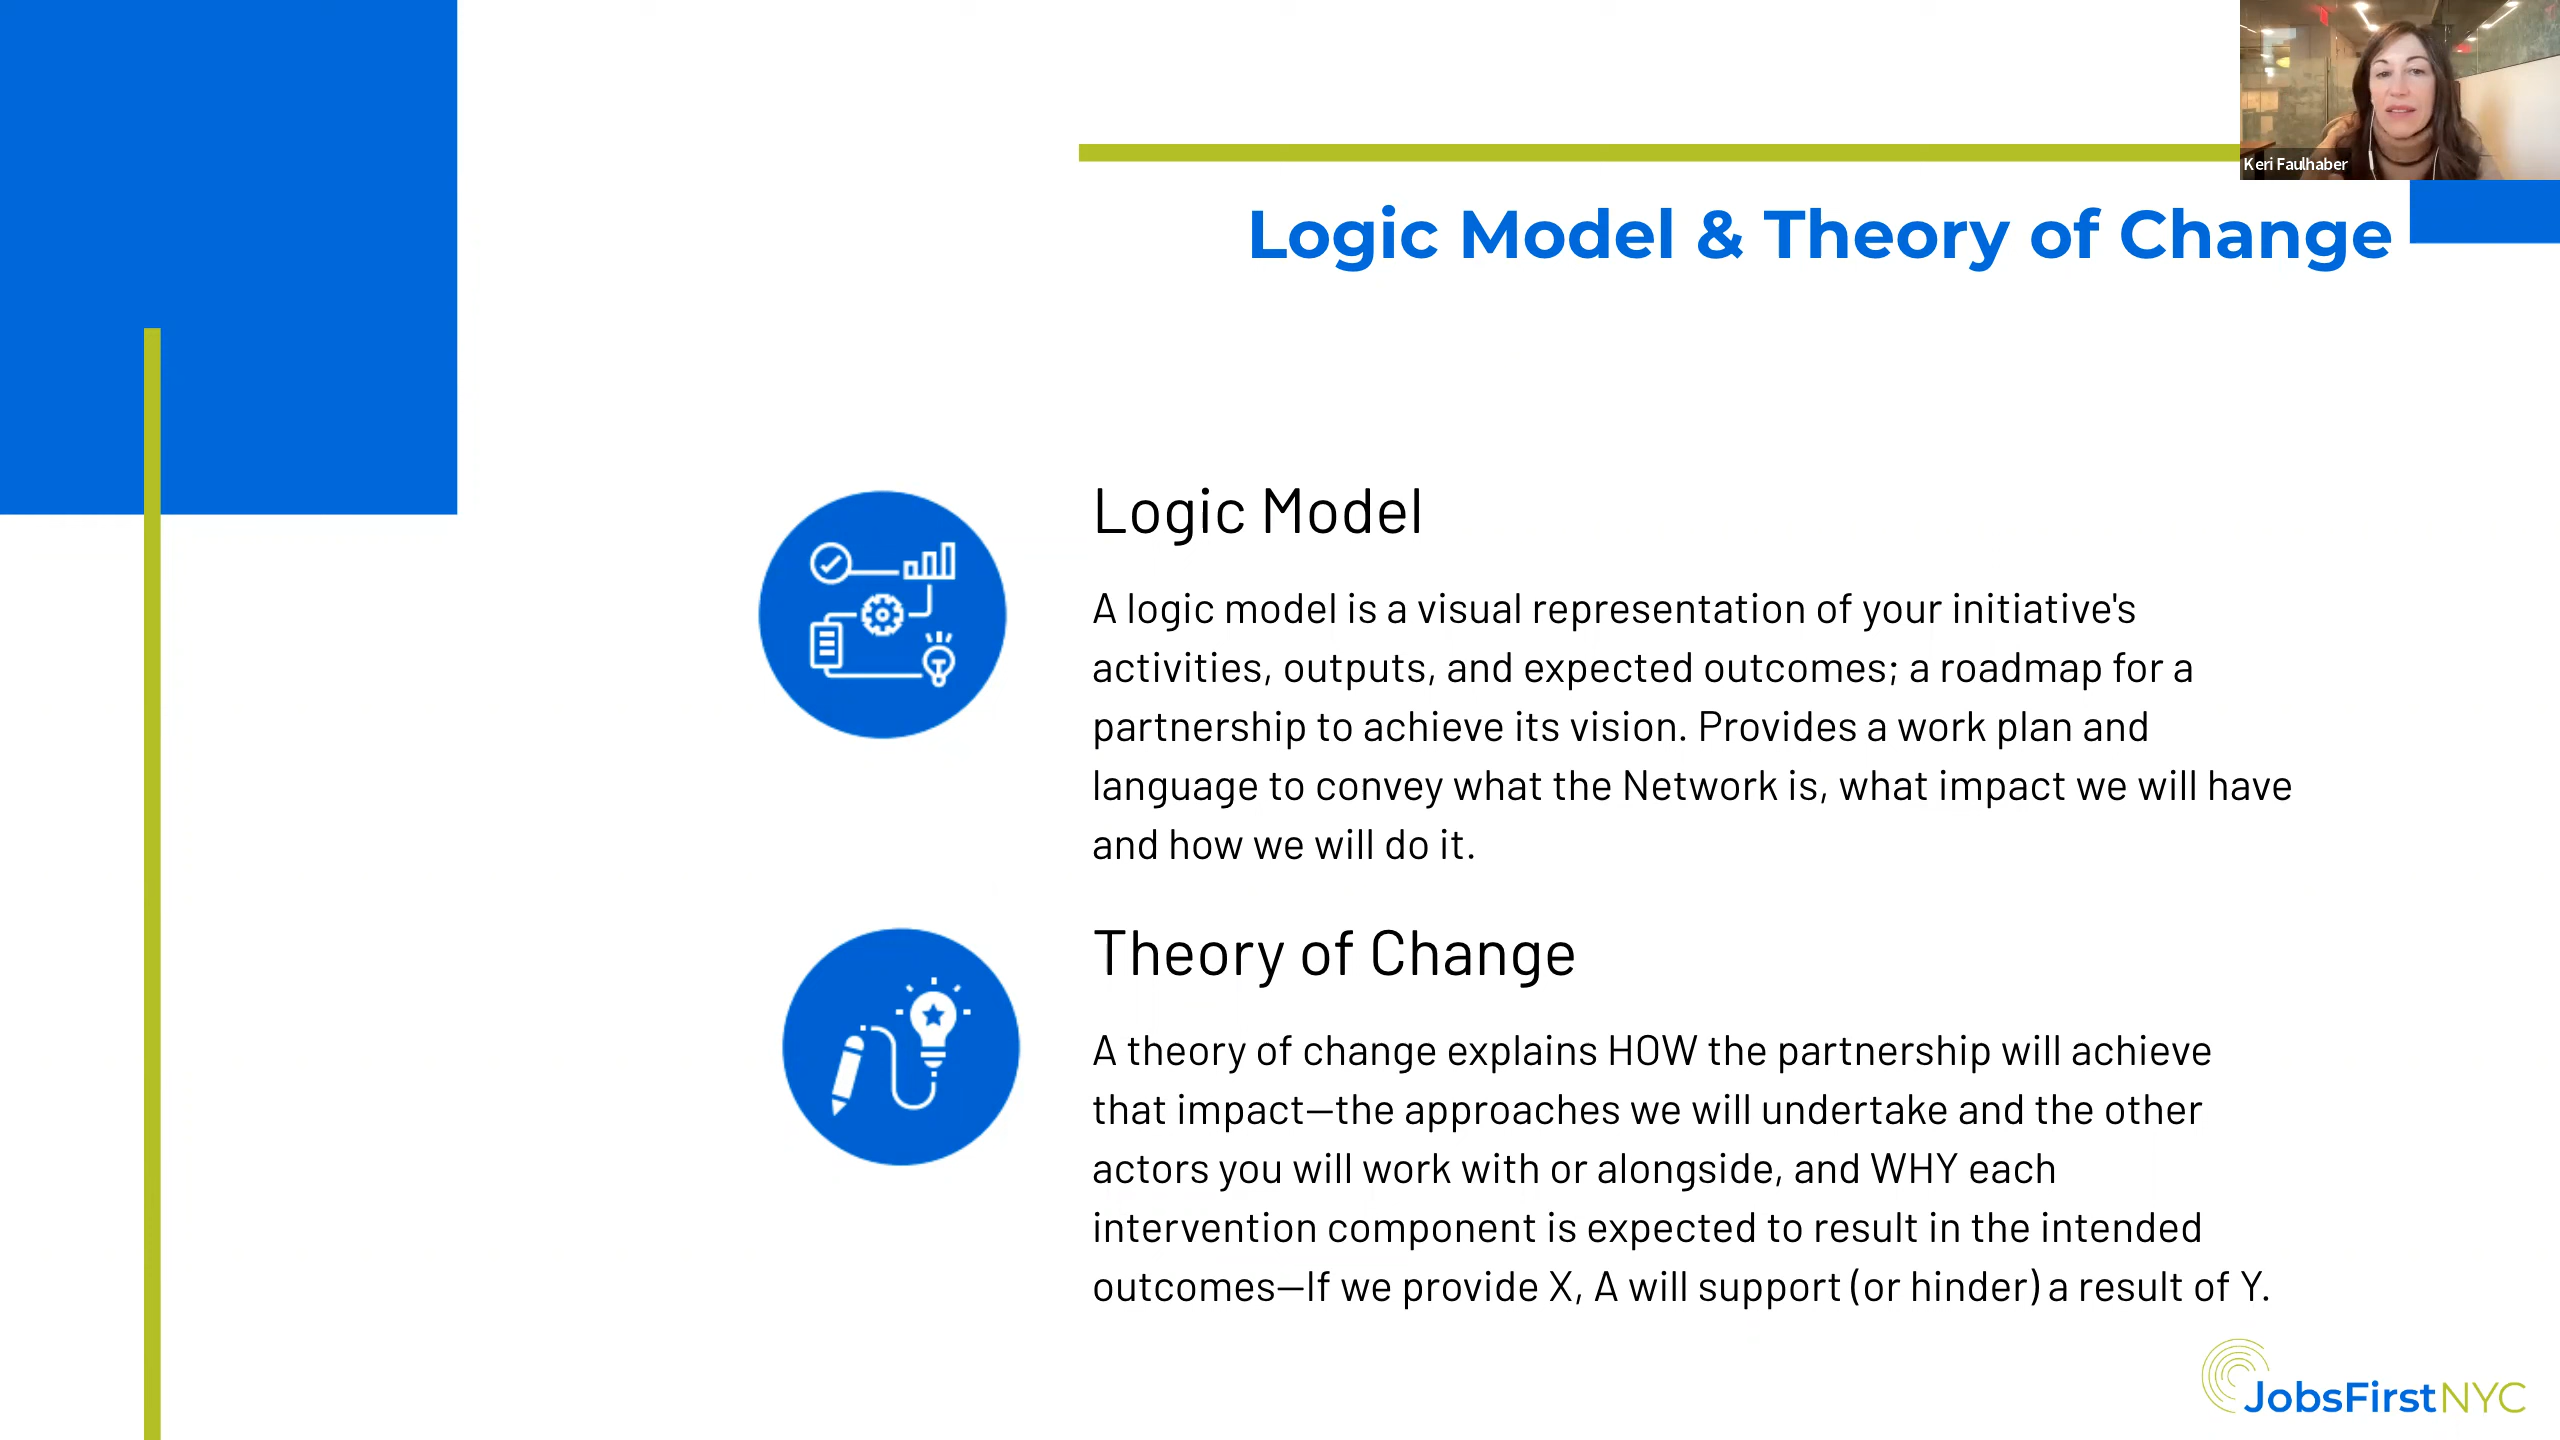 Keri Faulhaber
Logic Model & Theory of Change
Logic Model
A logic model is a visual representation of your initiative's
activities, outputs, and expected outcomes; a roadmap for a
partnership to achieve its vision. Provides a work plan and
language to convey what the Network is, what impact we will have
and how we will do it.
Theory of Change
A theory of change explains HOW the partnership will achieve
that impact—the approaches we will undertake and the other
actors you will work with or alongside, and WHY each
intervention component is expected to result in the intended
outcomes—If we provide X, A will support (or hinder) a result of Y.
JobsFirstNYC